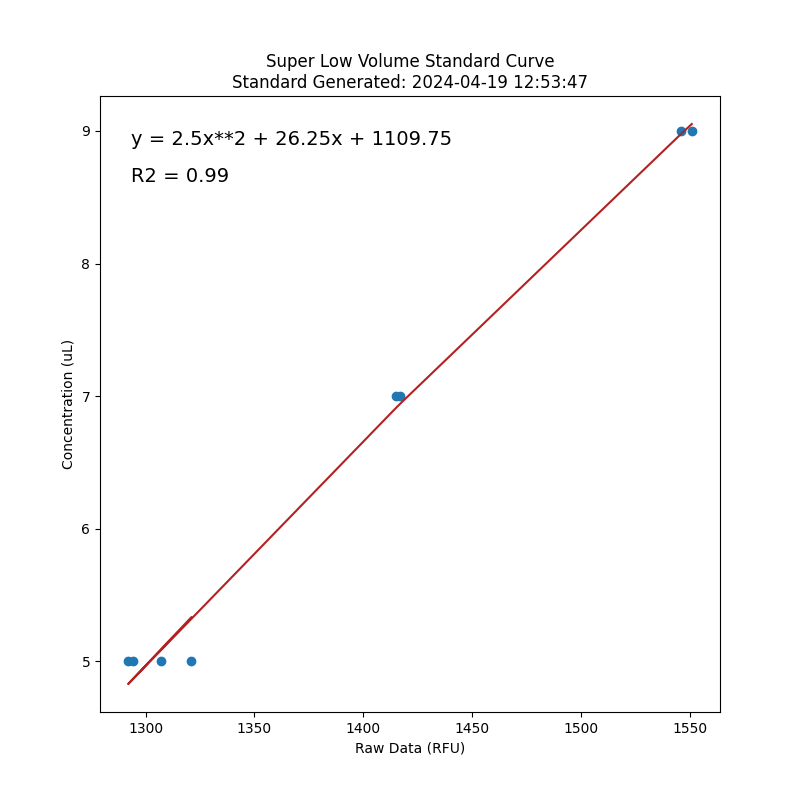 Super Low Volume Standard Curve
Standard Generated: 2024-04-19 12:53:47
y = 2.5x**2 + 26.25x + 1109.75
R2 = 0.99
9
8
7
6
5
Concentration (uL)
1300 1350 1400 1450 1500 1550
Raw Data (RFU)